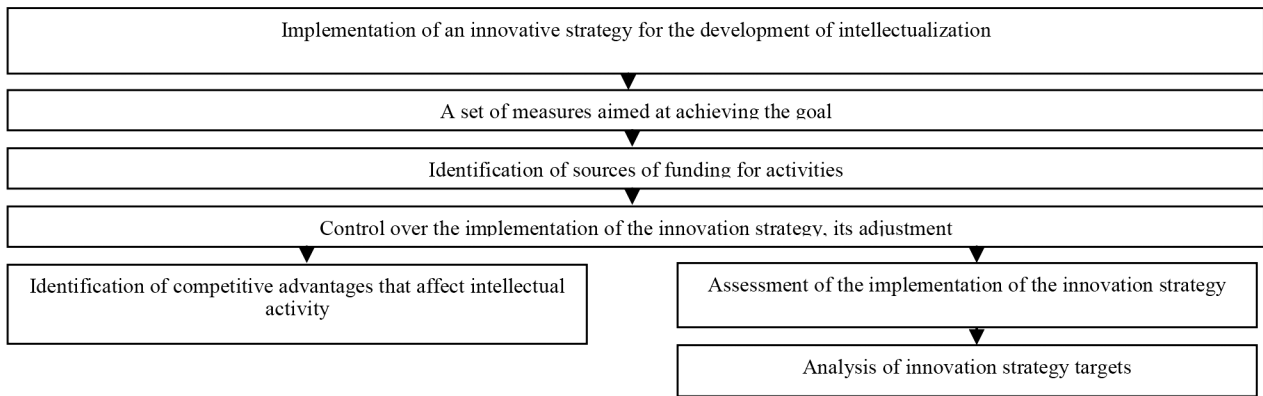 Implementation of an innovative strategy for the development of intellectualization
A set of measures aimed at achieving the goal
Identification of sources of funding for activities
Control over the implementation of the innovation strategy, its adjustment
Identification of competitive advantages that affect intellectual
activity
Assessment of the implementation of the innovation strategy
Analysis of innovation strategy targets